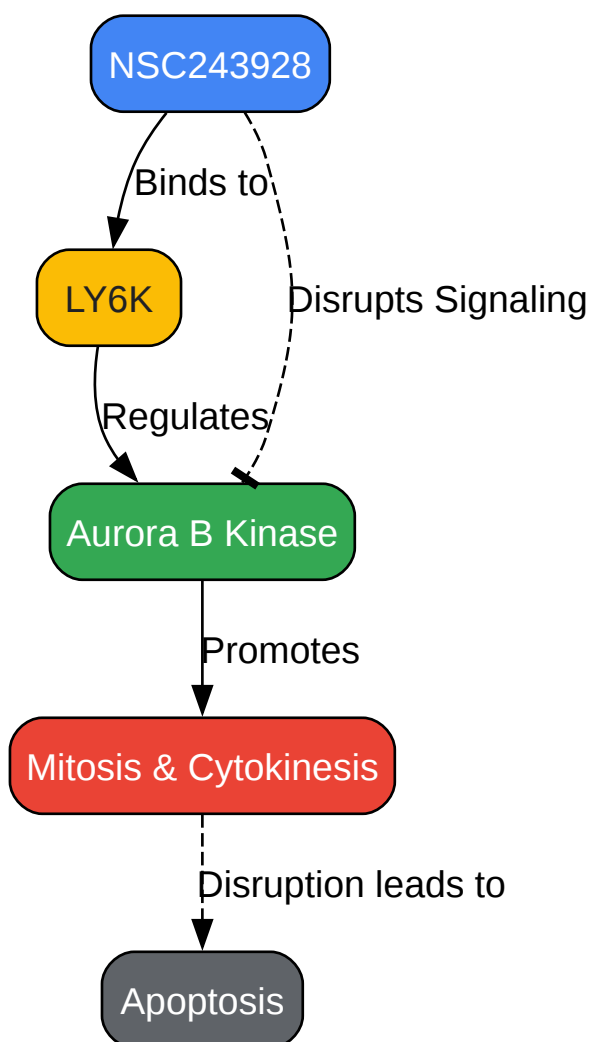 NSC243928
Binds to
LY6K
Disrupts Signaling
Regulates
Aurora B Kinase
Promotes
Mitosis & Cytokinesis
Disruption leads to
Apoptosis